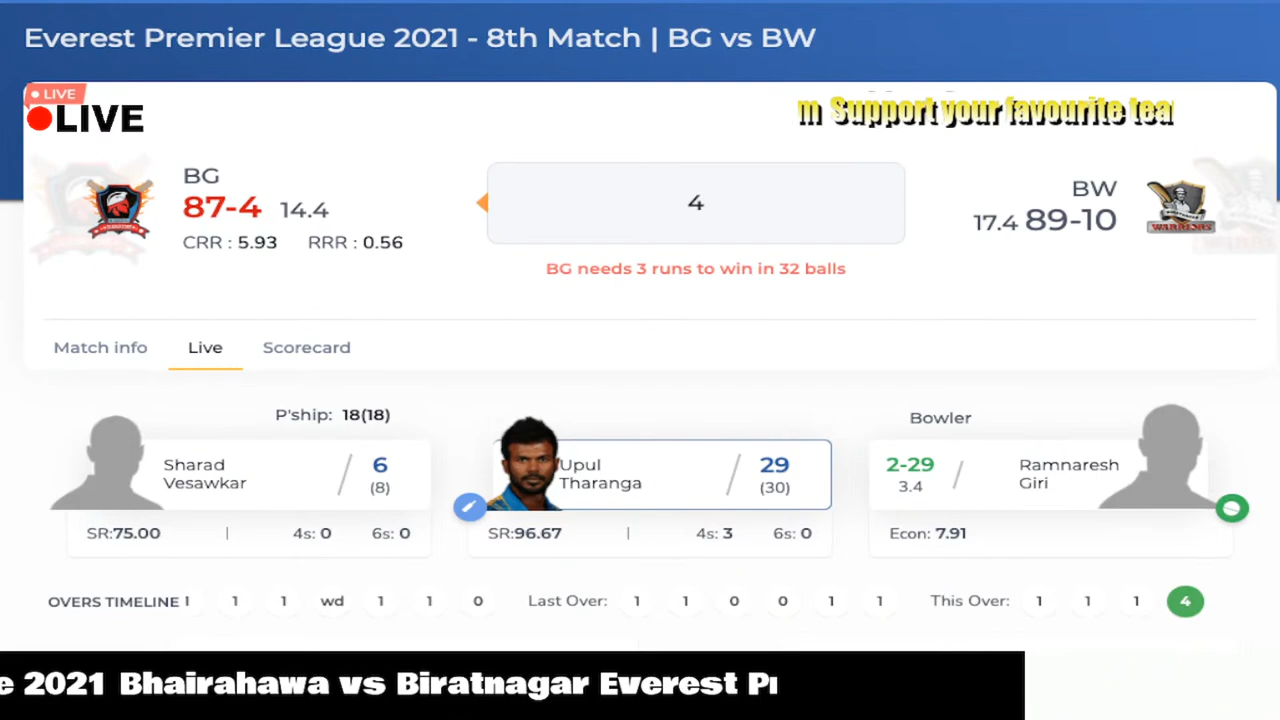 Everest Premier League 2021 - 8th Match | BG vs BW
LIVE
LIVE
m Support your favourite tea
BG
87-4 14.4
CRR : 5.93 RRR : 0.56
4
BG needs 3 runs to win in 32 balls
BW
17.4 89-10
WARRIORS
Match info Live Scorecard
P'ship: 18(18)
Bowler
Sharad Vesawkar
6
(8)
SR:75.00 | 4s: 0 6s: 0
Upul Tharanga
29
(30)
SR:96.67 | 4s: 3 6s: 0
2-29
3.4
Ramnaresh Giri
Econ: 7.91
OVERS TIMELINE 1 1 1 wd 1 1 0 Last Over: 1 1 0 0 1 1 This Over: 1 1 1 4
e 2021 Bhairahawa vs Biratnagar Everest Pr